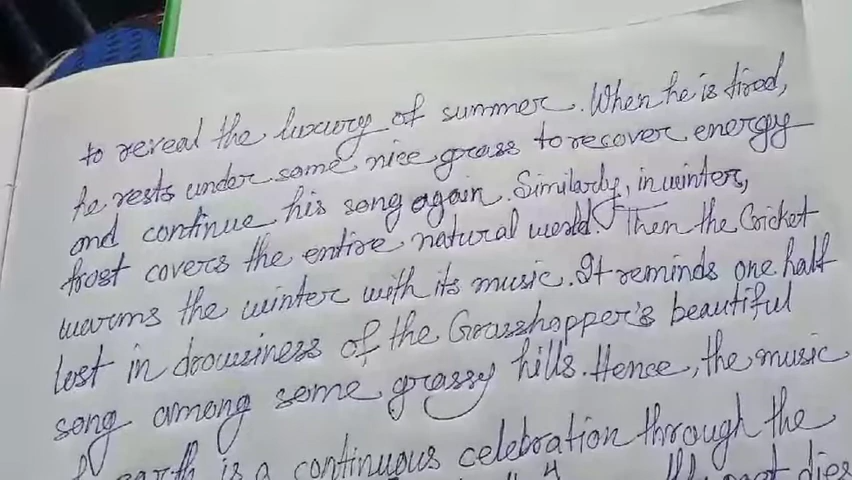 to reveal the luxury of summer. When he is tired,
he rests under some nice grass to recover energy
and continue his song again. Similarly, in winter,
frost covers the entire natural world. Then the Cricket
warms the winter with its music. It reminds one half
lost in drowsiness of the Grasshopper's beautiful
song among some grassy hills. Hence, the music
earth is a continuous celebration through the
dies